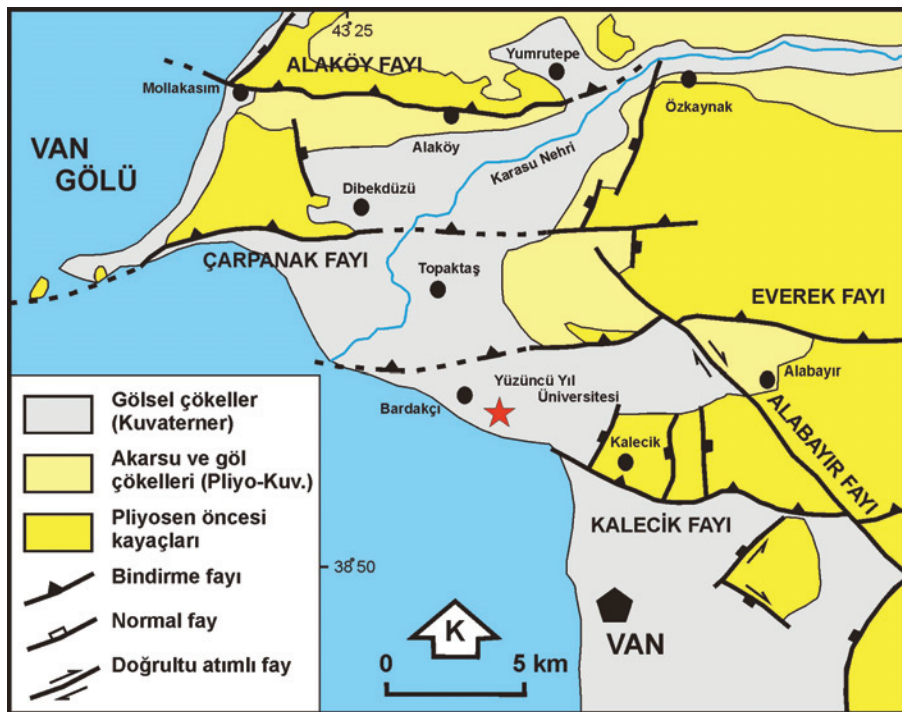 43 25
Yumrutepe
ALAKÖY FAYI
Mollakasım
Özkaynak
VAN
GÖLÜ
Alaköy
Karasu Nehri
Dibekdüzü
ÇARPANAK FAYI
Topaktaş
EVEREK FAYI
Yüzüncü Yıl
Üniversitesi
Bardakçı
Alabayır
ALABAYIR FAYI
Kalecik
KALECİK FAYI
38 50
VAN
K
0 5 km
Gölsel çökeller
(Kuvaterner)
Akarsu ve göl
çökelleri (Pliyo-Kuv.)
Pliyosen öncesi
kayaçları
Bindirme fayı
Normal fay
Doğrultu atımlı fay